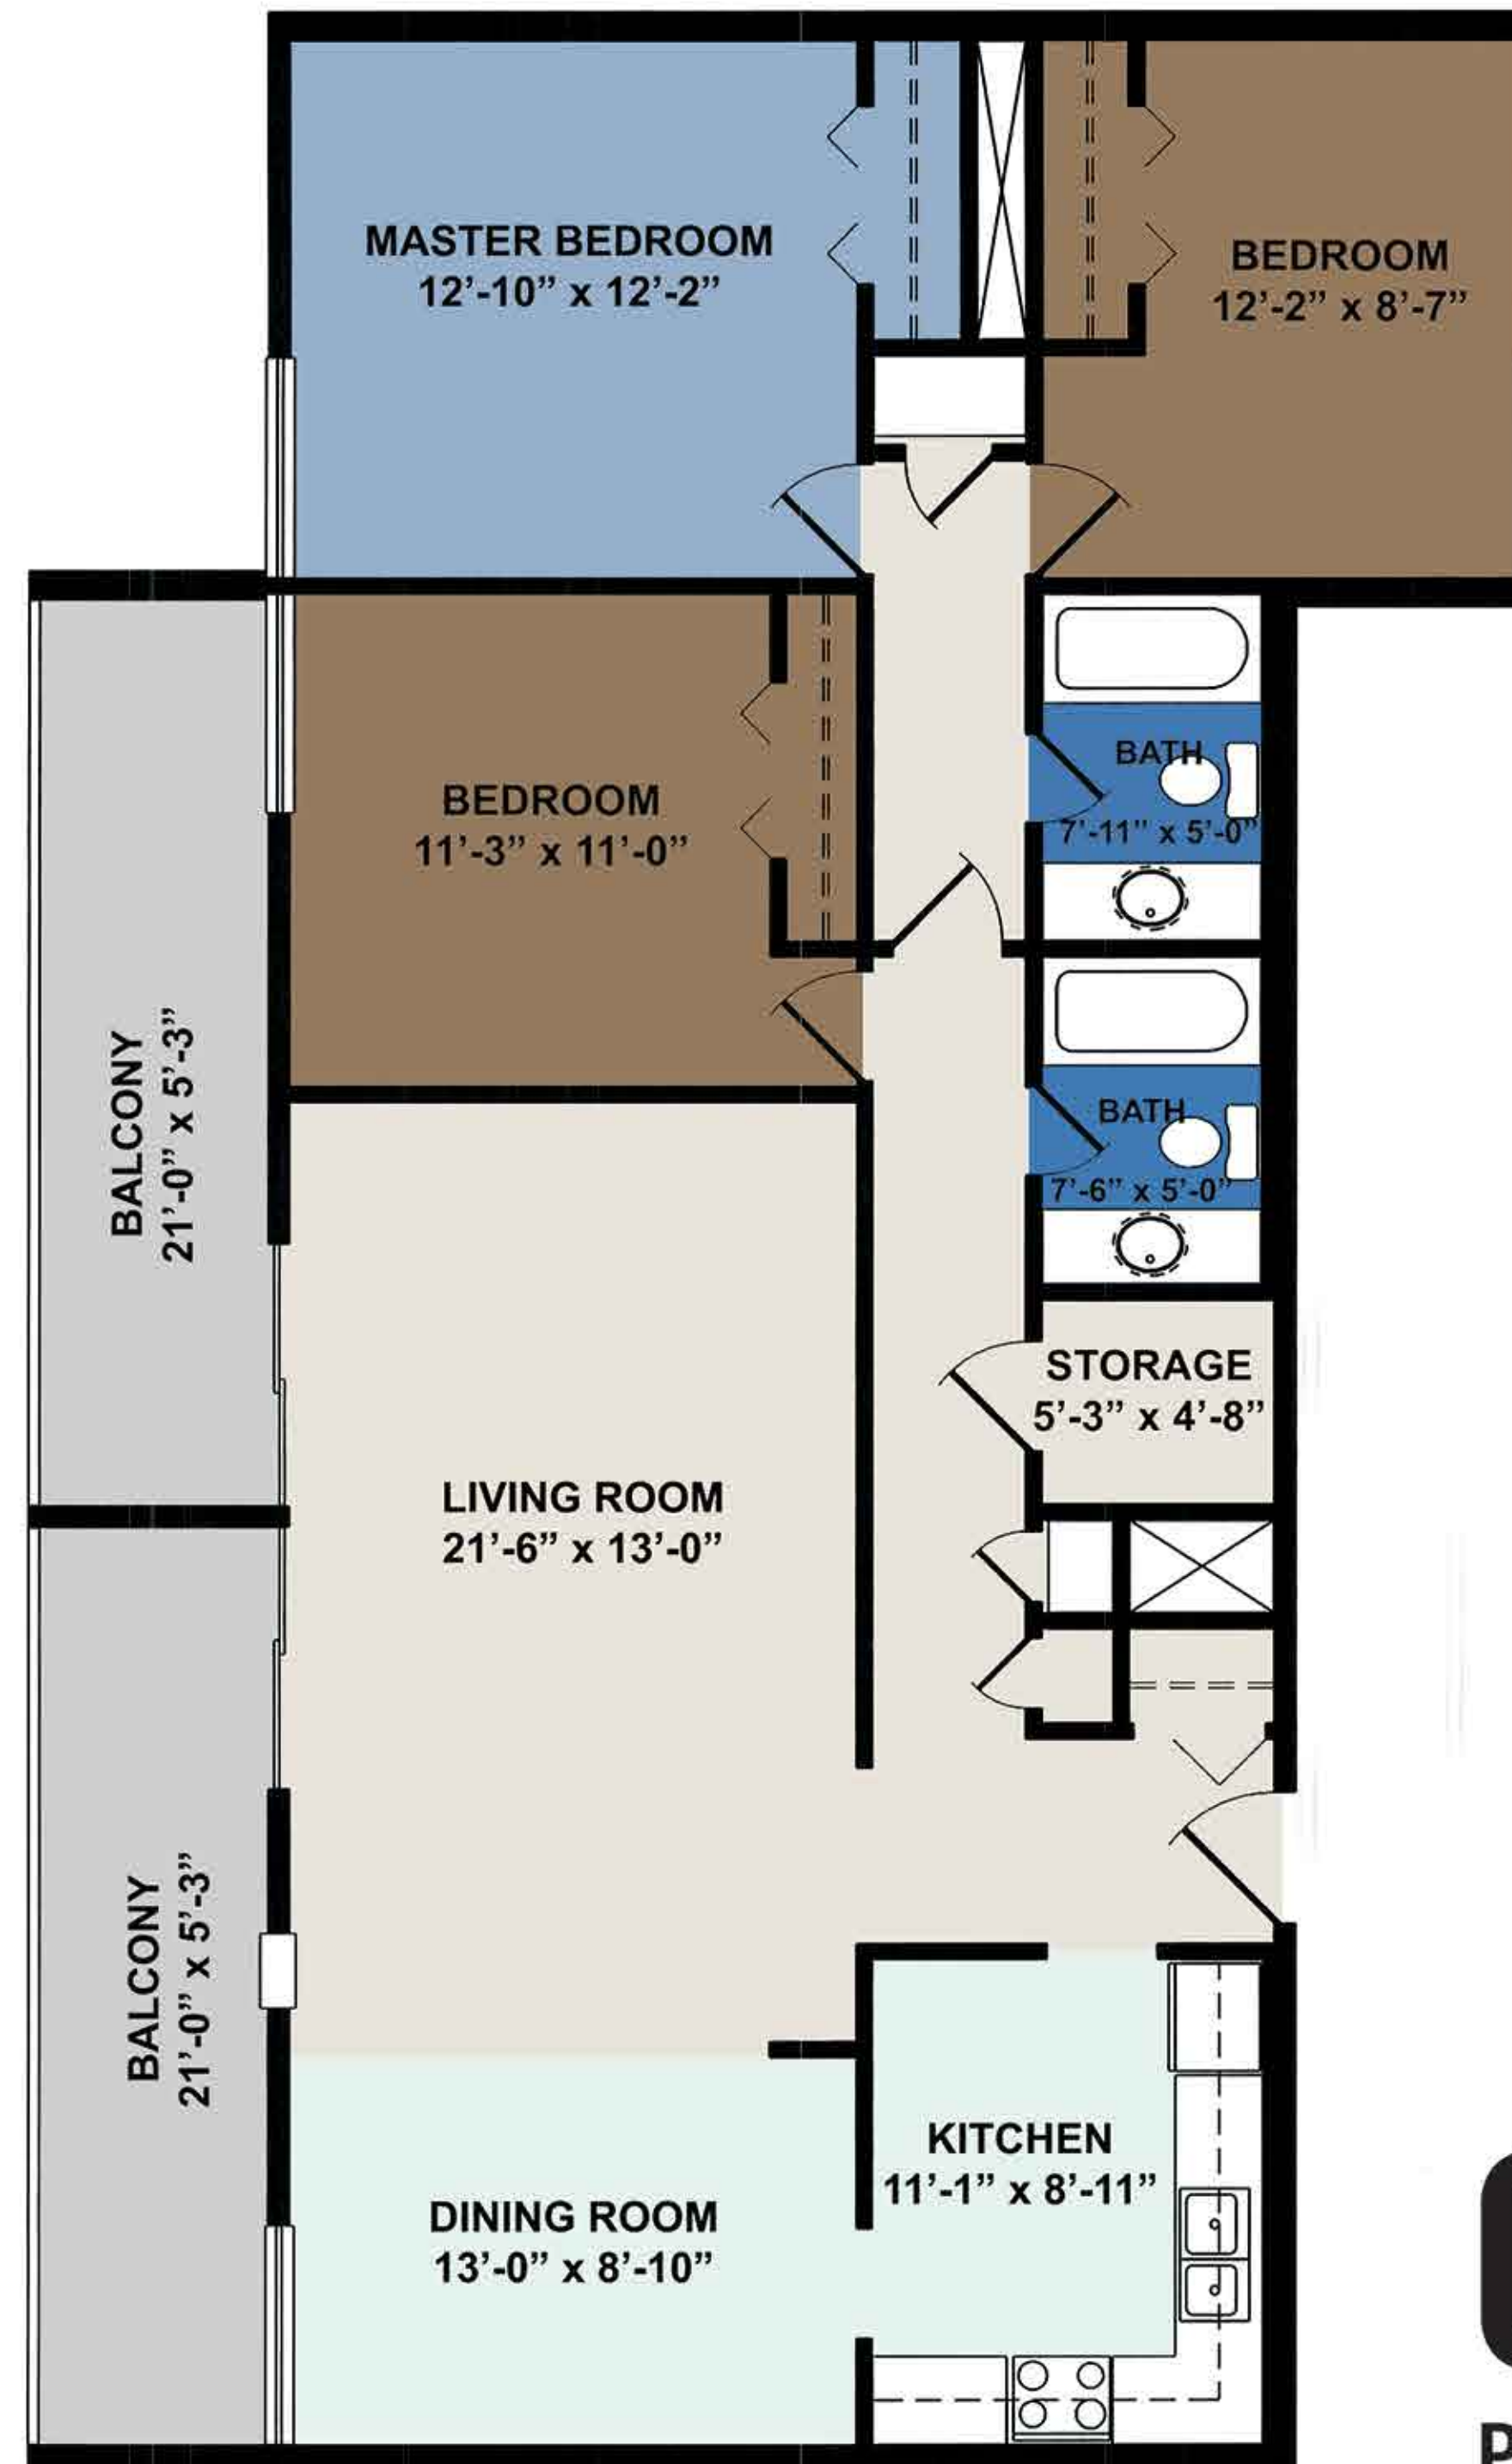 MASTER BEDROOM
12’-10” x 12’-2”
BEDROOM
12’-2” x 8’-7”
BEDROOM
11’-3” x 11’-0”
BATH
7’-11” x 5’-0”
BALCONY
21’-0” x 5’-3”
BATH
7’-6” x 5’-0”
STORAGE
5’-3” x 4’-8”
LIVING ROOM
21’-6” x 13’-0”
BALCONY
21’-0” x 5’-3”
KITCHEN
11’-1” x 8’-11”
DINING ROOM
13’-0” x 8’-10”